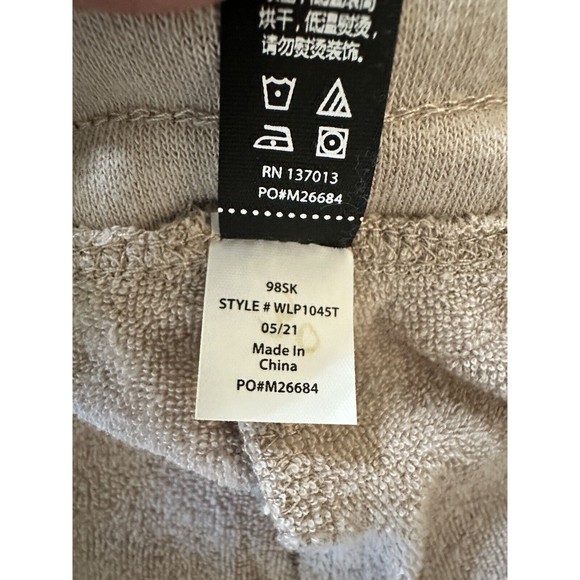 烘干，低温熨烫，
请勿熨烫装饰。
RN 137013
PO#M26684
98SK
STYLE # WLP1045T
05/21
Made In
China
PO#M26684